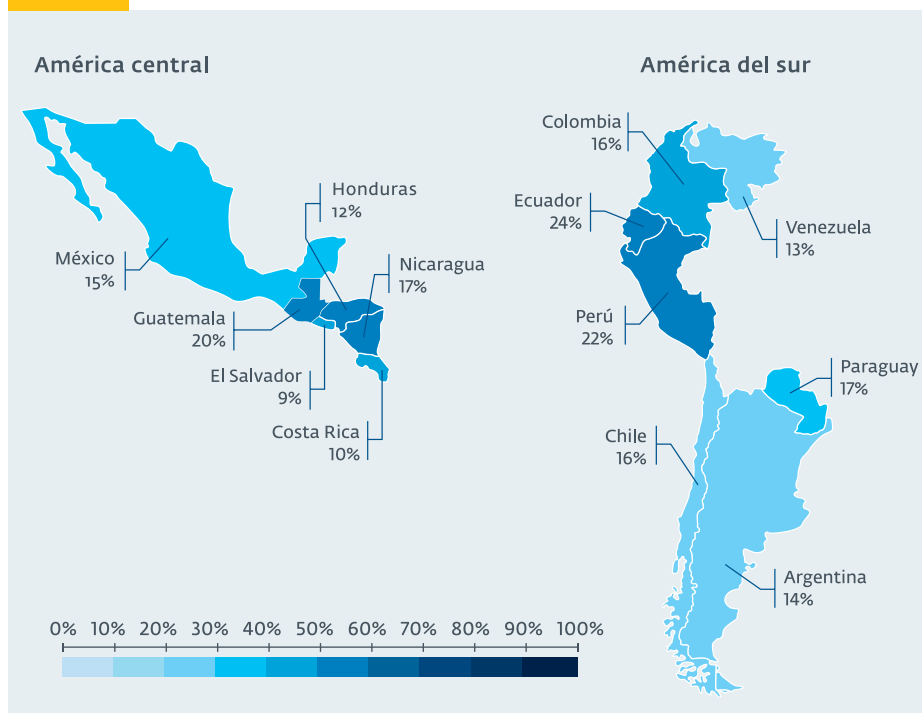 América central
América del sur
Honduras
12%
México
15%
Nicaragua
17%
Guatemala
20%
El Salvador
9%
Costa Rica
10%
Colombia
16%
Ecuador
24%
Venezuela
13%
Perú
22%
Paraguay
17%
Chile
16%
Argentina
14%
0% 10% 20% 30% 40% 50% 60% 70% 80% 90% 100%